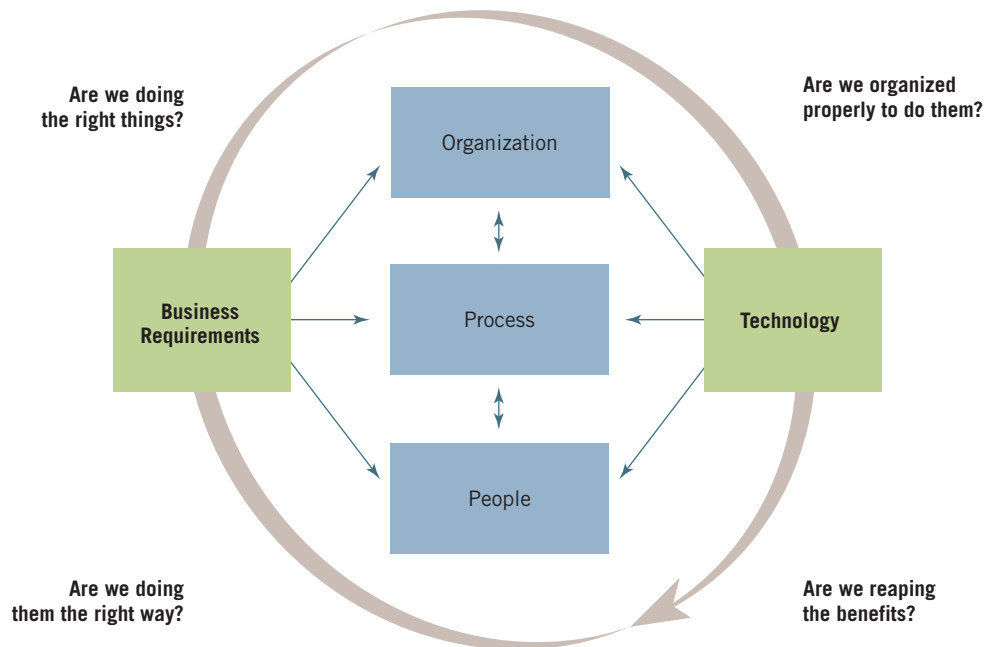 Are we doing
the right things?
Are we organized
properly to do them?
Organization
Business
Requirements
Process
Technology
People
Are we doing
them the right way?
Are we reaping
the benefits?